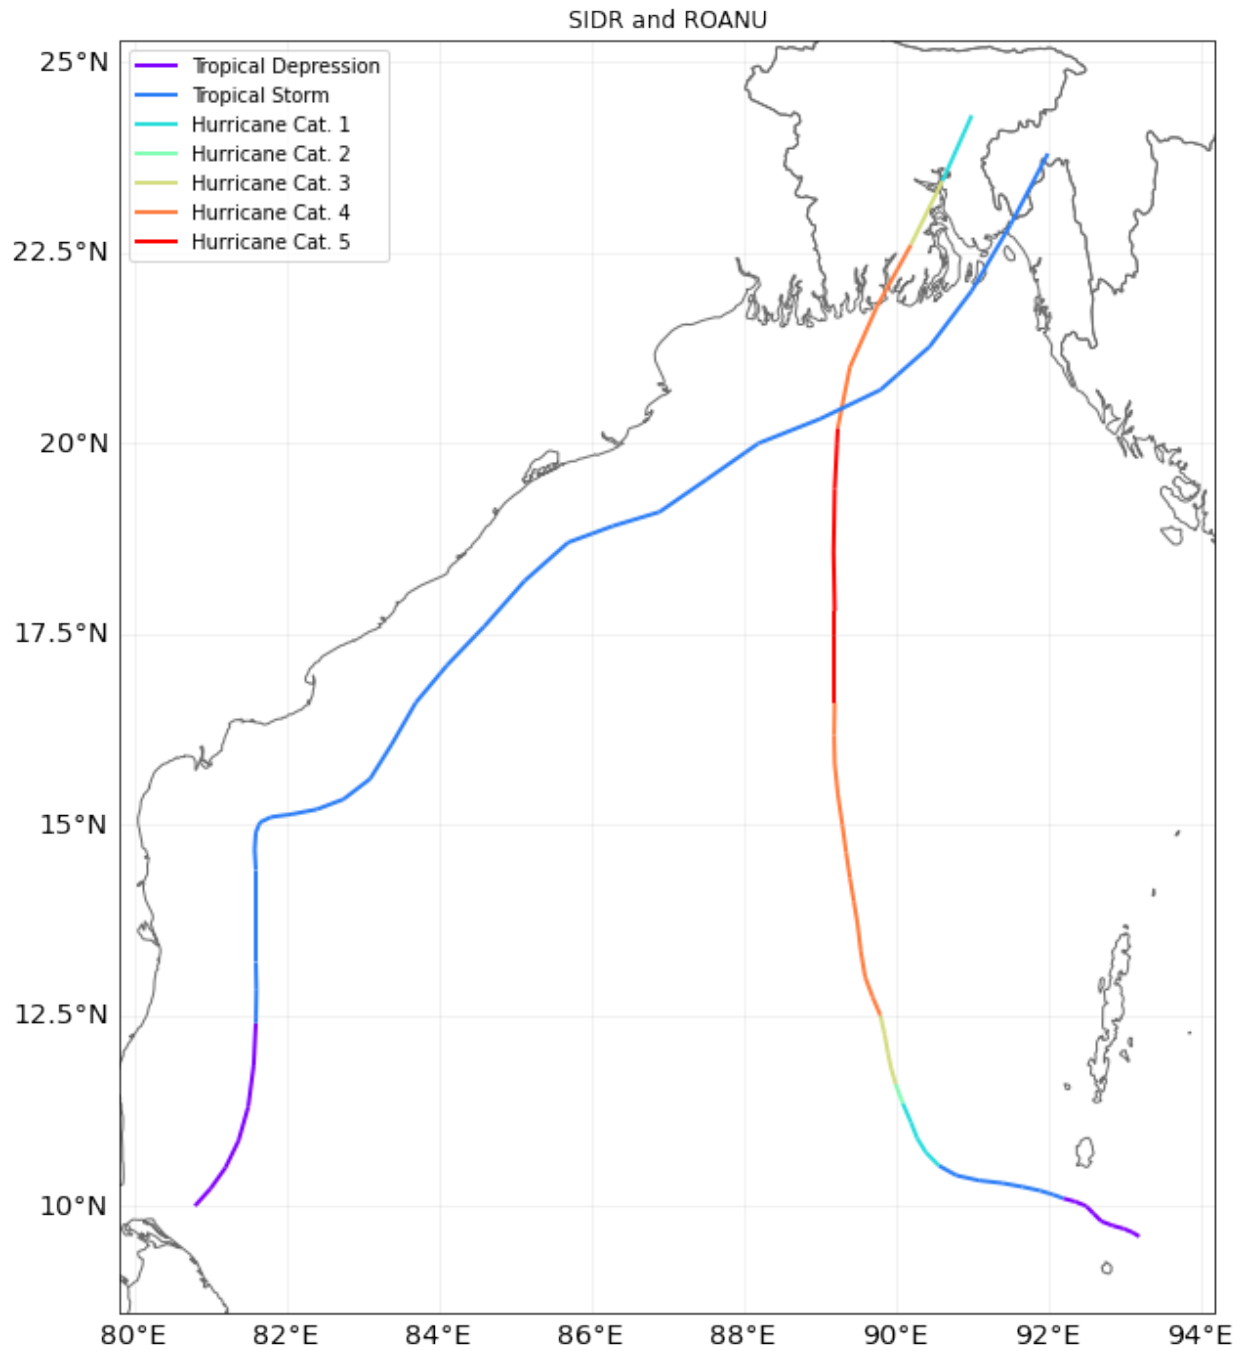 SIDR and ROANU
Tropical Depression
Tropical Storm
Hurricane Cat. 1
Hurricane Cat. 2
Hurricane Cat. 3
Hurricane Cat. 4
Hurricane Cat. 5
25°N
22.5°N
20°N
17.5°N
15°N
12.5°N
10°N
80°E 82°E 84°E 86°E 88°E 90°E 92°E 94°E